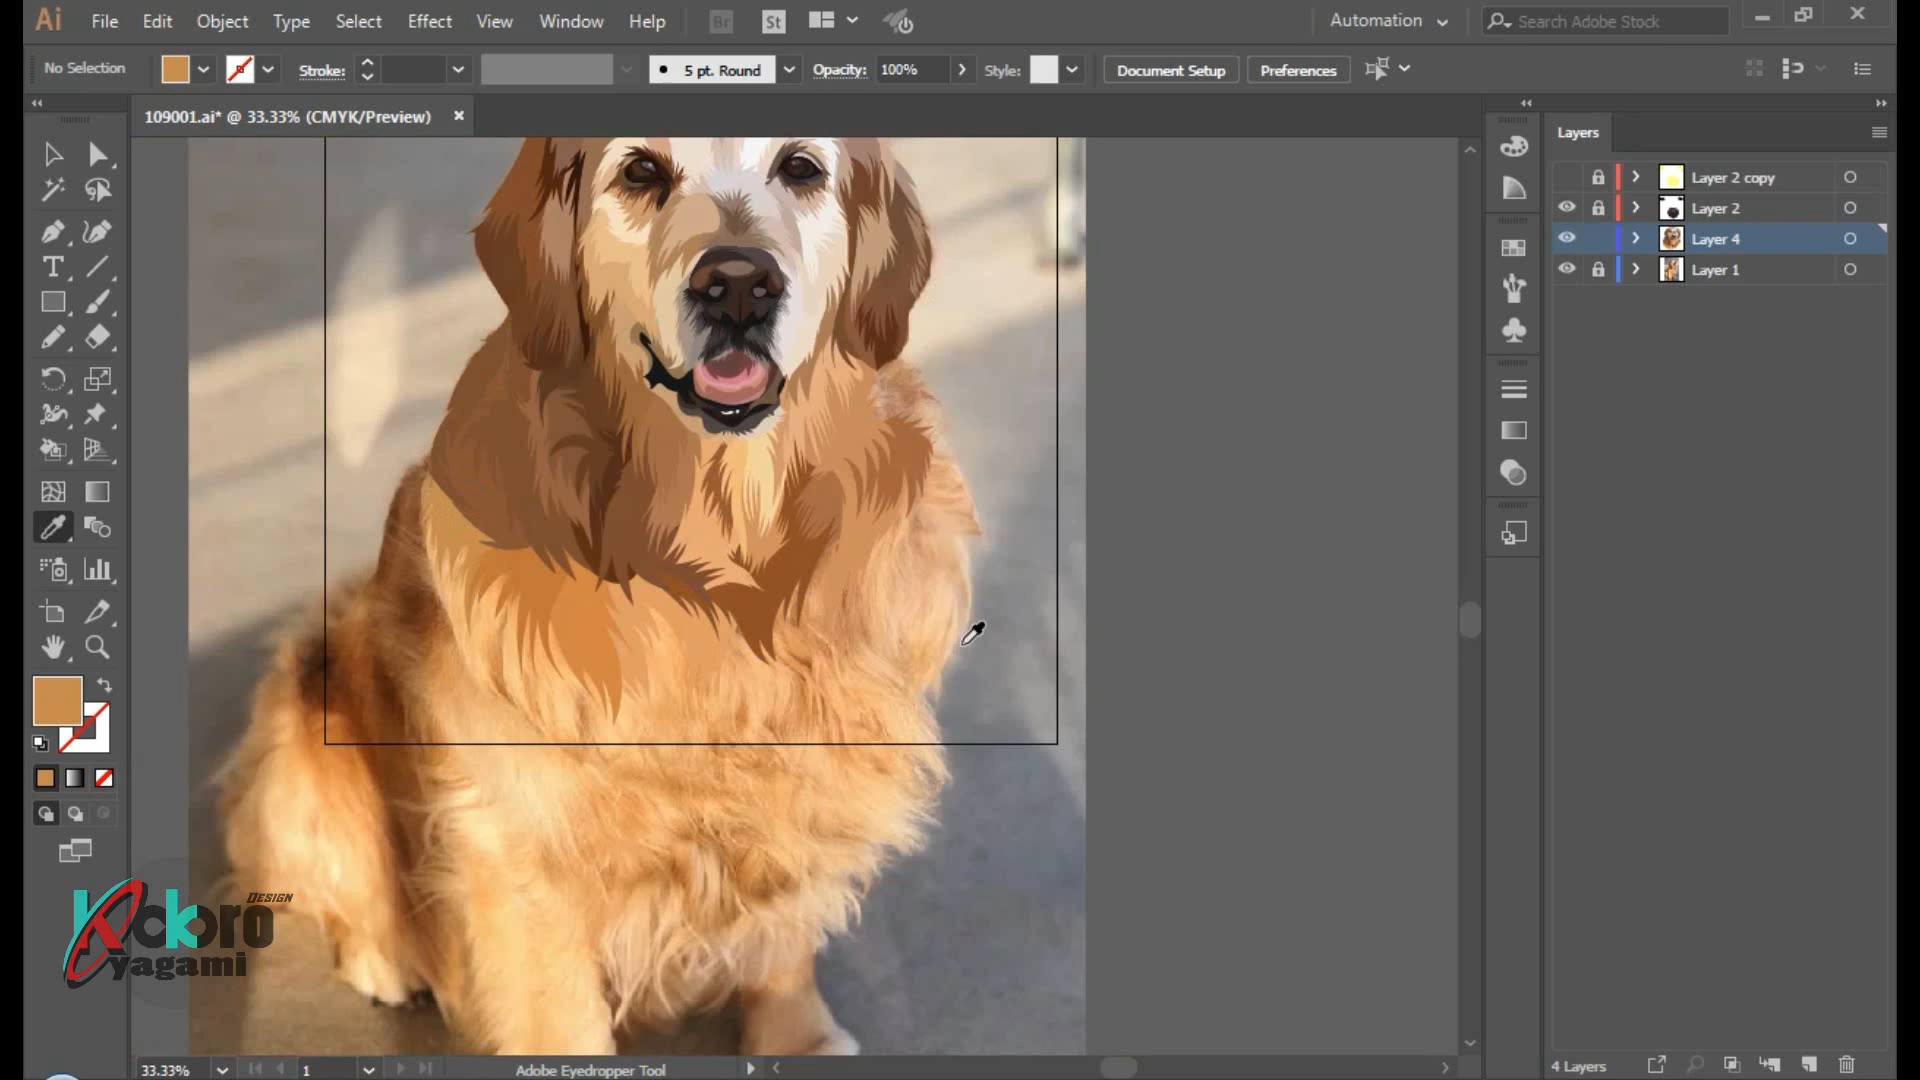 Ai File Edit Object Type Select Effect View Window Help Br St Automation Search Adobe Stock
No Selection Stroke: 5 pt. Round Opacity: 100% Style: Document Setup Preferences
109001.ai* @ 33.33% (CMYK/Preview)
Layers
Layer 2 copy
Layer 2
Layer 4
Layer 1
DESIGN
Kokoro
yagami
33.33% 1 Adobe Eyedropper Tool
4 Layers